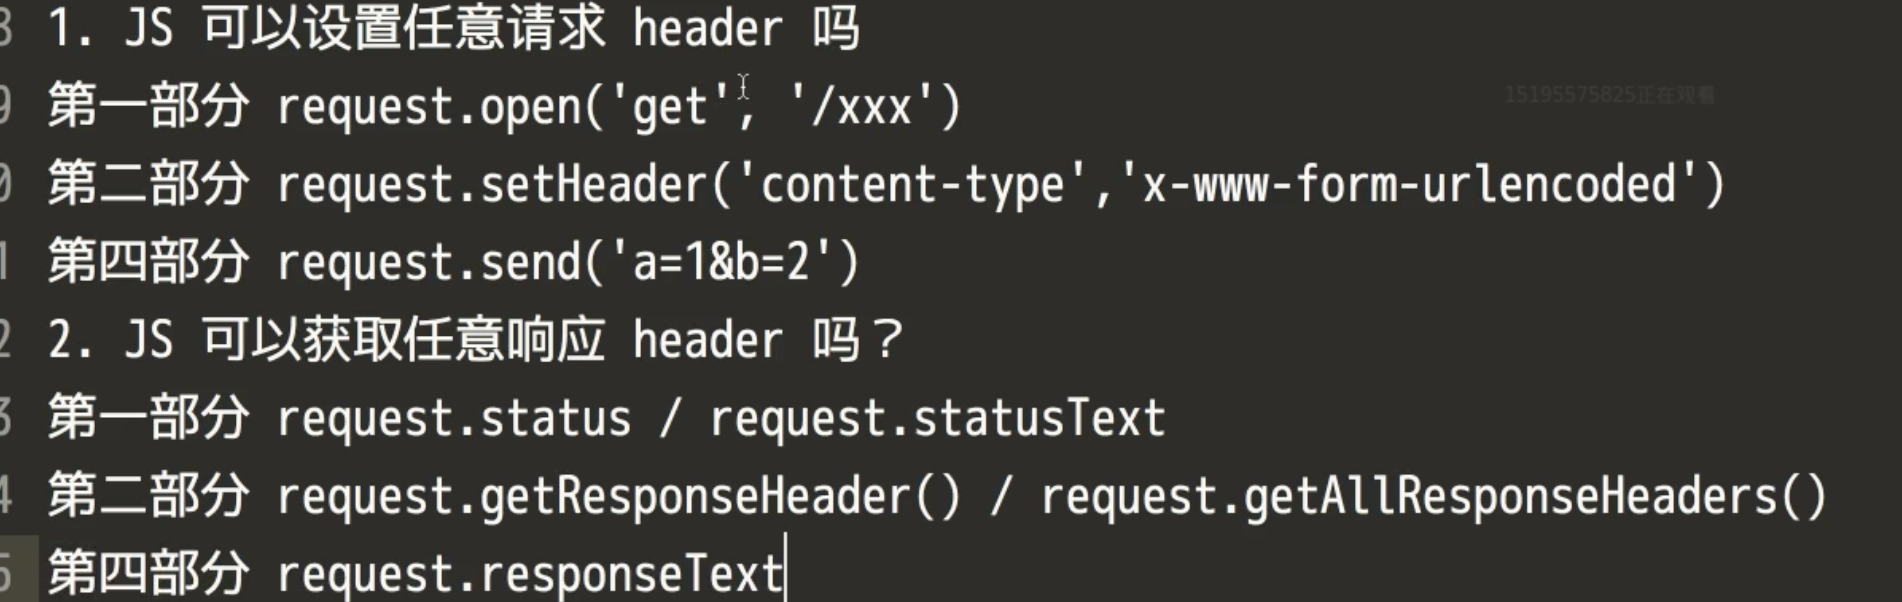 8 1. JS 可以设置任意请求 header 吗
9 第一部分 request.open('get', '/xxx')
15195575825正在观看
0 第二部分 request.setHeader('content-type','x-www-form-urlencoded')
1 第四部分 request.send('a=1&b=2')
2 2. JS 可以获取任意响应 header 吗？
3 第一部分 request.status / request.statusText
4 第二部分 request.getResponseHeader() / request.getAllResponseHeaders()
5 第四部分 request.responseText